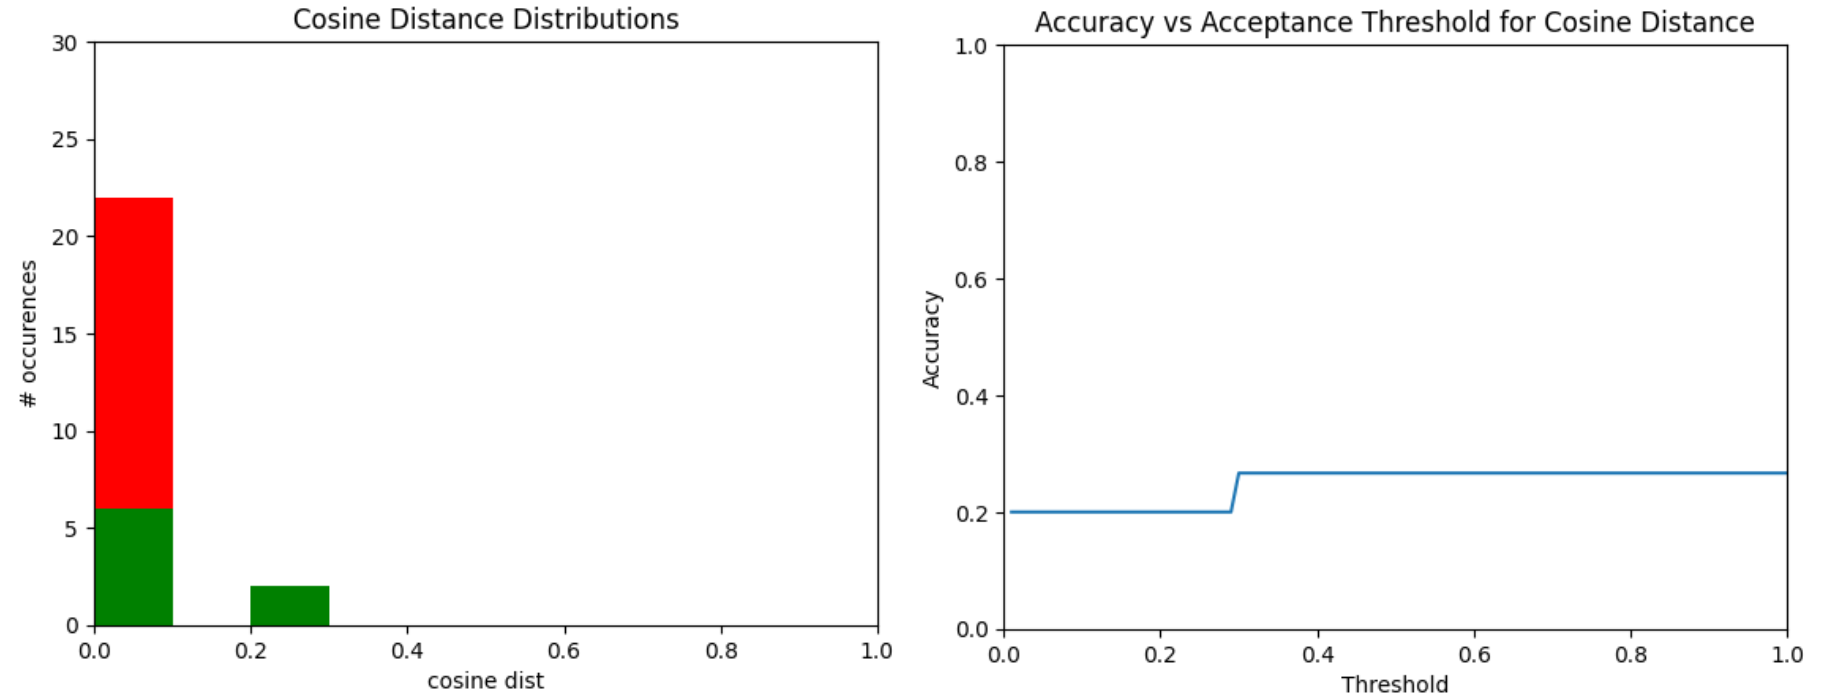 Cosine Distance Distributions
30
25
20
15
10
5
0
# occurences
0.0 0.2 0.4 0.6 0.8 1.0
cosine dist
Accuracy vs Acceptance Threshold for Cosine Distance
1.0
0.8
0.6
0.4
0.2
0.0
Accuracy
0.0 0.2 0.4 0.6 0.8 1.0
Threshold